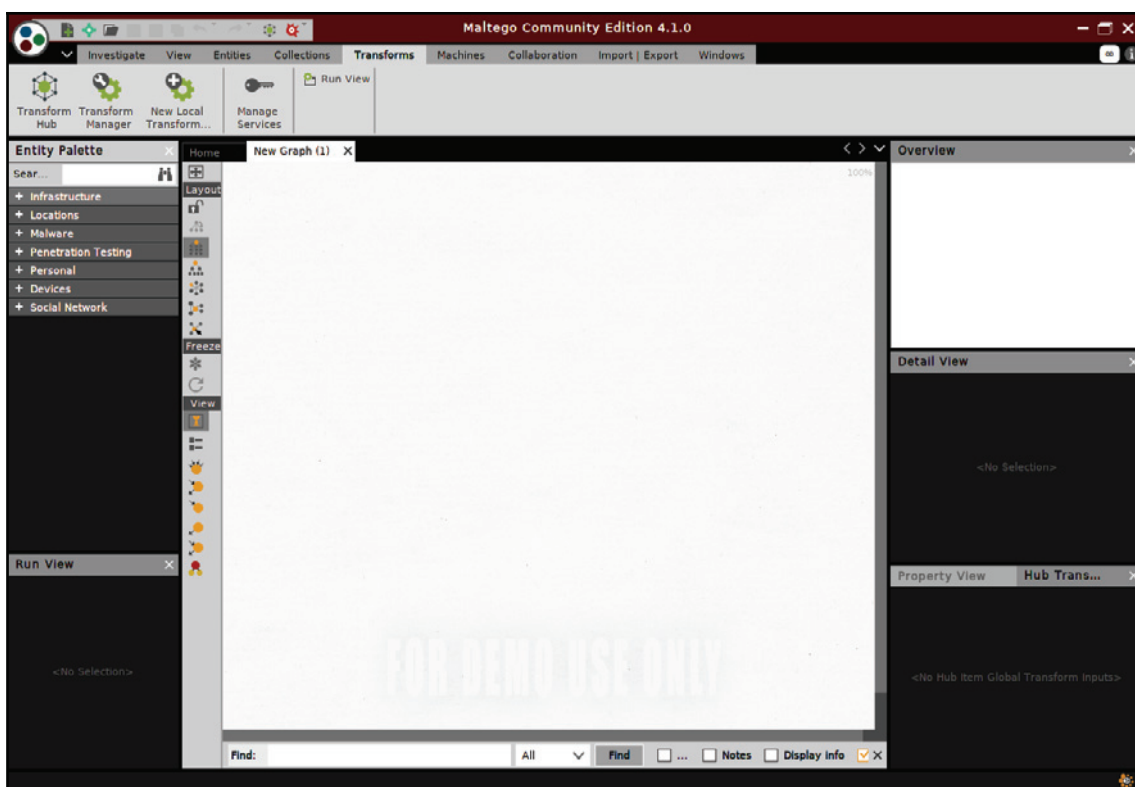 Maltego Community Edition 4.1.0
Investigate View Entities Collections Transforms Machines Collaboration Import | Export Windows
Transform Hub
Transform Manager
New Local Transform...
Manage Services
Run View
Entity Palette
Home New Graph (1)
Overview
Sear...
100%
+ Infrastructure
+ Locations
+ Malware
+ Penetration Testing
+ Personal
+ Devices
+ Social Network
Layout
Freeze
View
Detail View
<No Selection>
Run View
<No Selection>
Property View Hub Trans...
<No Hub Item Global Transform Inputs>
FOR DEMO USE ONLY
Find: All Find ... Notes Display Info